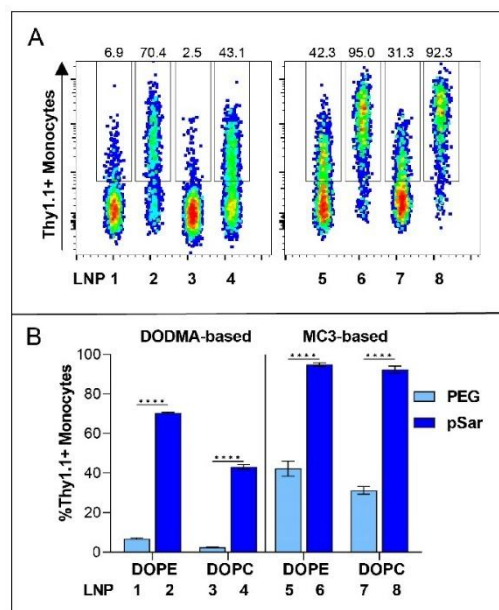 A
6.9 70.4 2.5 43.1 42.3 95.0 31.3 92.3
Thy1.1+ Monocytes
LNP 1 2 3 4 5 6 7 8
B
DODMA-based MC3-based
%Thy1.1+ Monocytes
100
80
60
40
20
0
**** **** **** ****
PEG
pSar
DOPE DOPC DOPE DOPC
LNP 1 2 3 4 5 6 7 8